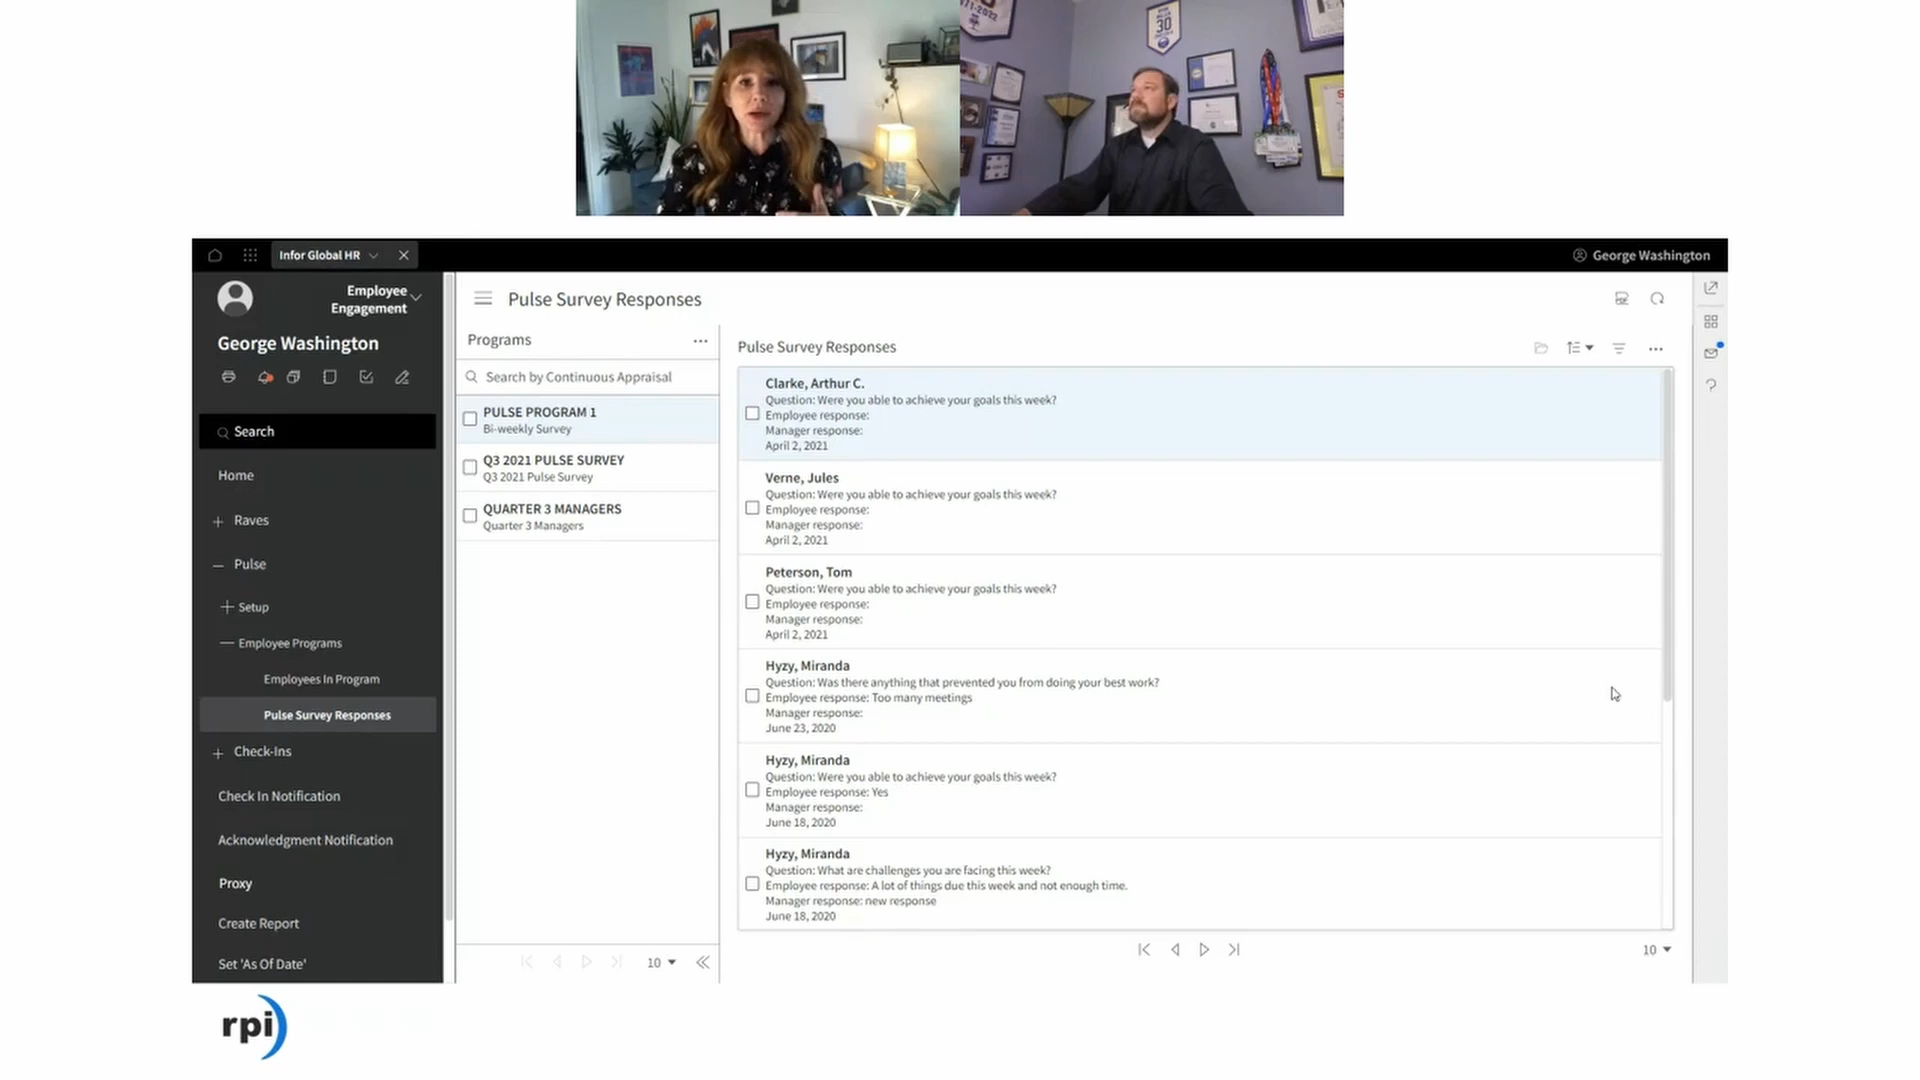 1971-2022
30
Infor Global HR
George Washington
Employee
Engagement
George Washington
Search
Home
Raves
Pulse
Setup
Employee Programs
Employees In Program
Pulse Survey Responses
Check-Ins
Check In Notification
Acknowledgment Notification
Proxy
Create Report
Set 'As Of Date'
Pulse Survey Responses
Programs
Search by Continuous Appraisal
PULSE PROGRAM 1
Bi-weekly Survey
Q3 2021 PULSE SURVEY
Q3 2021 Pulse Survey
QUARTER 3 MANAGERS
Quarter 3 Managers
10
Pulse Survey Responses
Clarke, Arthur C.
Question: Were you able to achieve your goals this week?
Employee response:
Manager response:
April 2, 2021
Verne, Jules
Question: Were you able to achieve your goals this week?
Employee response:
Manager response:
April 2, 2021
Peterson, Tom
Question: Were you able to achieve your goals this week?
Employee response:
Manager response:
April 2, 2021
Hyzy, Miranda
Question: Was there anything that prevented you from doing your best work?
Employee response: Too many meetings
Manager response:
June 23, 2020
Hyzy, Miranda
Question: Were you able to achieve your goals this week?
Employee response: Yes
Manager response:
June 18, 2020
Hyzy, Miranda
Question: What are challenges you are facing this week?
Employee response: A lot of things due this week and not enough time.
Manager response: new response
June 18, 2020
10
rpi